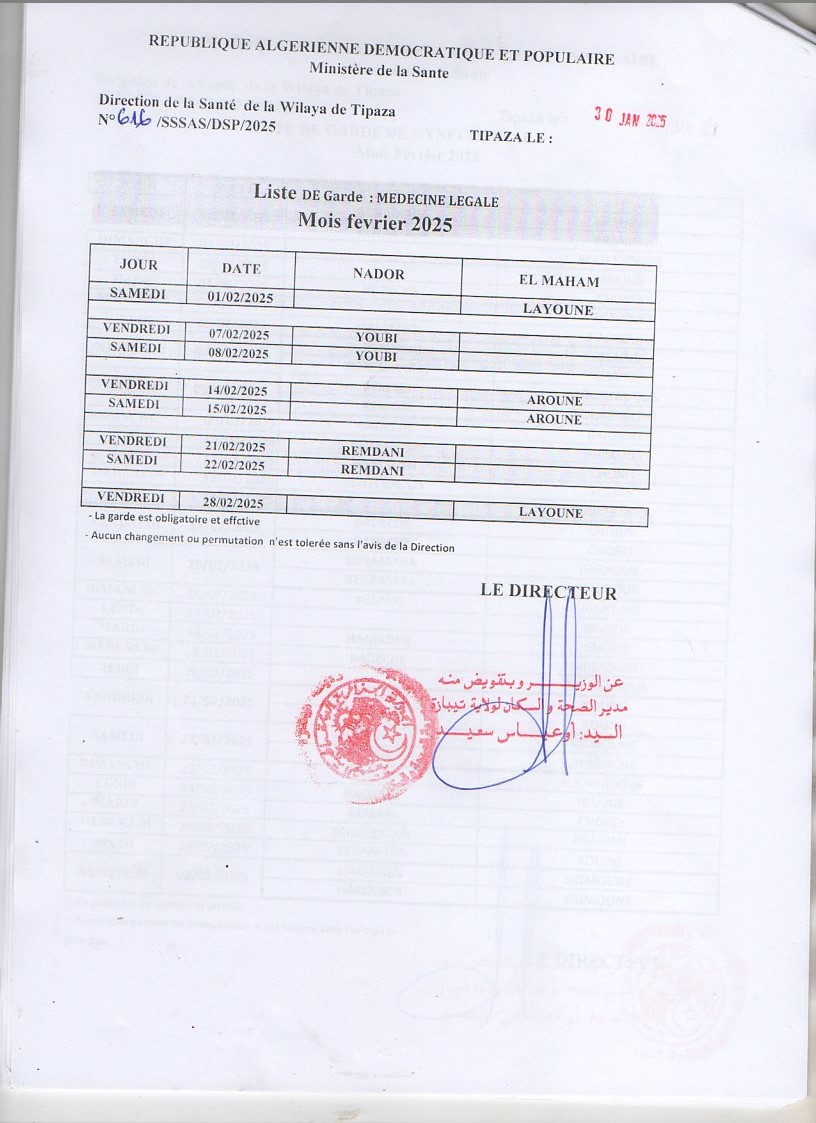 REPUBLIQUE ALGERIENNE DEMOCRATIQUE ET POPULAIRE
Ministère de la Sante
Direction de la Santé de la Wilaya de Tipaza
N° 616 /SSSAS/DSP/2025
TIPAZA LE : 30 JAN 2025
Liste DE Garde : MEDECINE LEGALE
Mois fevrier 2025
JOUR DATE NADOR EL MAHAM
SAMEDI 01/02/2025 LAYOUNE
VENDREDI 07/02/2025 YOUBI
SAMEDI 08/02/2025 YOUBI
VENDREDI 14/02/2025 AROUNE
SAMEDI 15/02/2025 AROUNE
VENDREDI 21/02/2025 REMDANI
SAMEDI 22/02/2025 REMDANI
VENDREDI 28/02/2025 LAYOUNE
- La garde est obligatoire et effctive
- Aucun changement ou permutation n'est tolerée sans l'avis de la Direction
LE DIRECTEUR
عن الوزيـــــر و بتفويض منه
مدير الصحة والسكان لولاية تيبازة
السيد: أوعباس سعيد